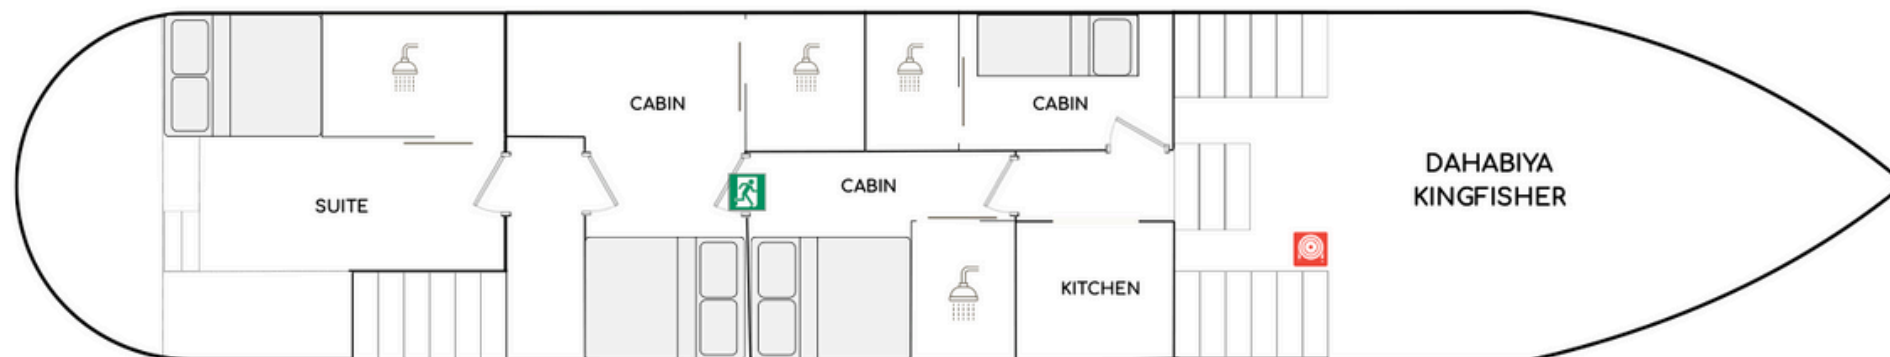 CABIN
CABIN
DAHABIYA
KINGFISHER
CABIN
SUITE
KITCHEN